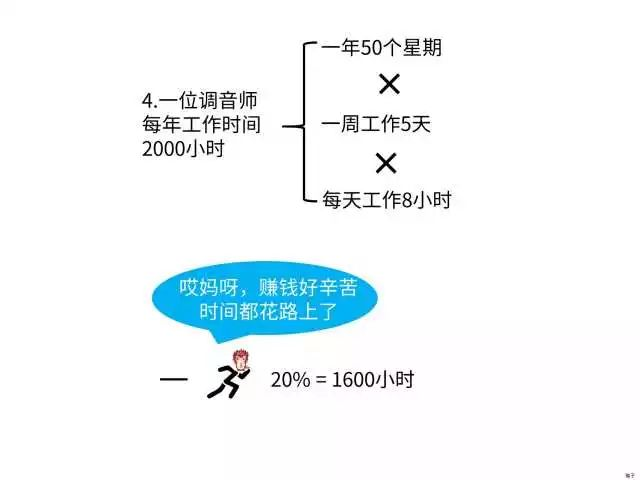 一年50个星期
×
4.一位调音师
每年工作时间
2000小时
一周工作5天
×
每天工作8小时
哎妈呀，赚钱好辛苦
时间都花路上了
— 20% = 1600小时